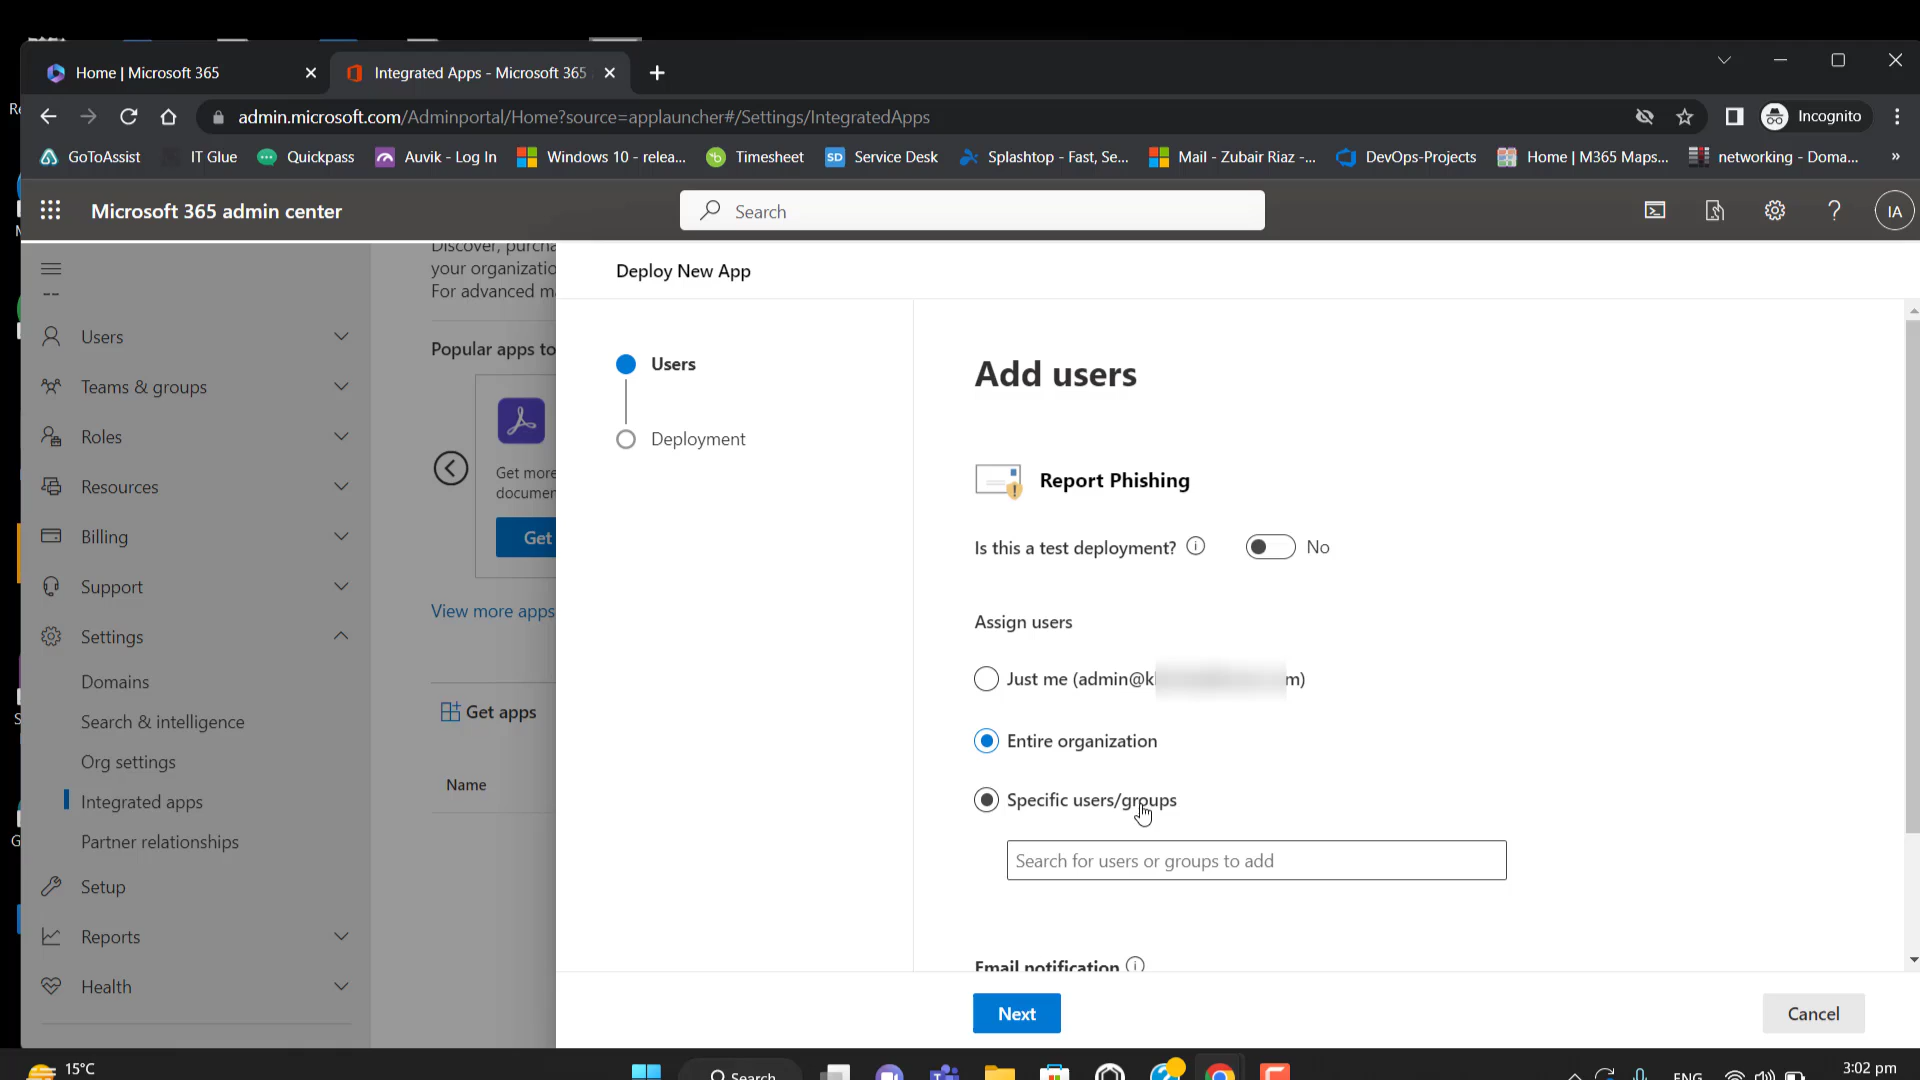 Home | Microsoft 365
Integrated Apps - Microsoft 365
admin.microsoft.com/Adminportal/Home?source=applauncher#/Settings/IntegratedApps
Incognito
GoToAssist
IT Glue
Quickpass
Auvik - Log In
Windows 10 - relea...
Timesheet
SD
Service Desk
Splashtop - Fast, Se...
Mail - Zubair Riaz -...
DevOps-Projects
Home | M365 Maps...
networking - Doma...
»
Microsoft 365 admin center
Search
IA
Discover, purcha
your organizatio
For advanced m
Deploy New App
Users
Teams & groups
Roles
Resources
Billing
Support
Settings
Domains
Search & intelligence
Org settings
Integrated apps
Partner relationships
Setup
Reports
Health
Popular apps to
Get more
documen
Get
View more apps
Get apps
Name
Users
Deployment
Add users
Report Phishing
Is this a test deployment?
No
Assign users
Just me (admin@k m)
Entire organization
Specific users/groups
Search for users or groups to add
Email notification
Next
Cancel
15°C
Search
ENG
3:02 pm